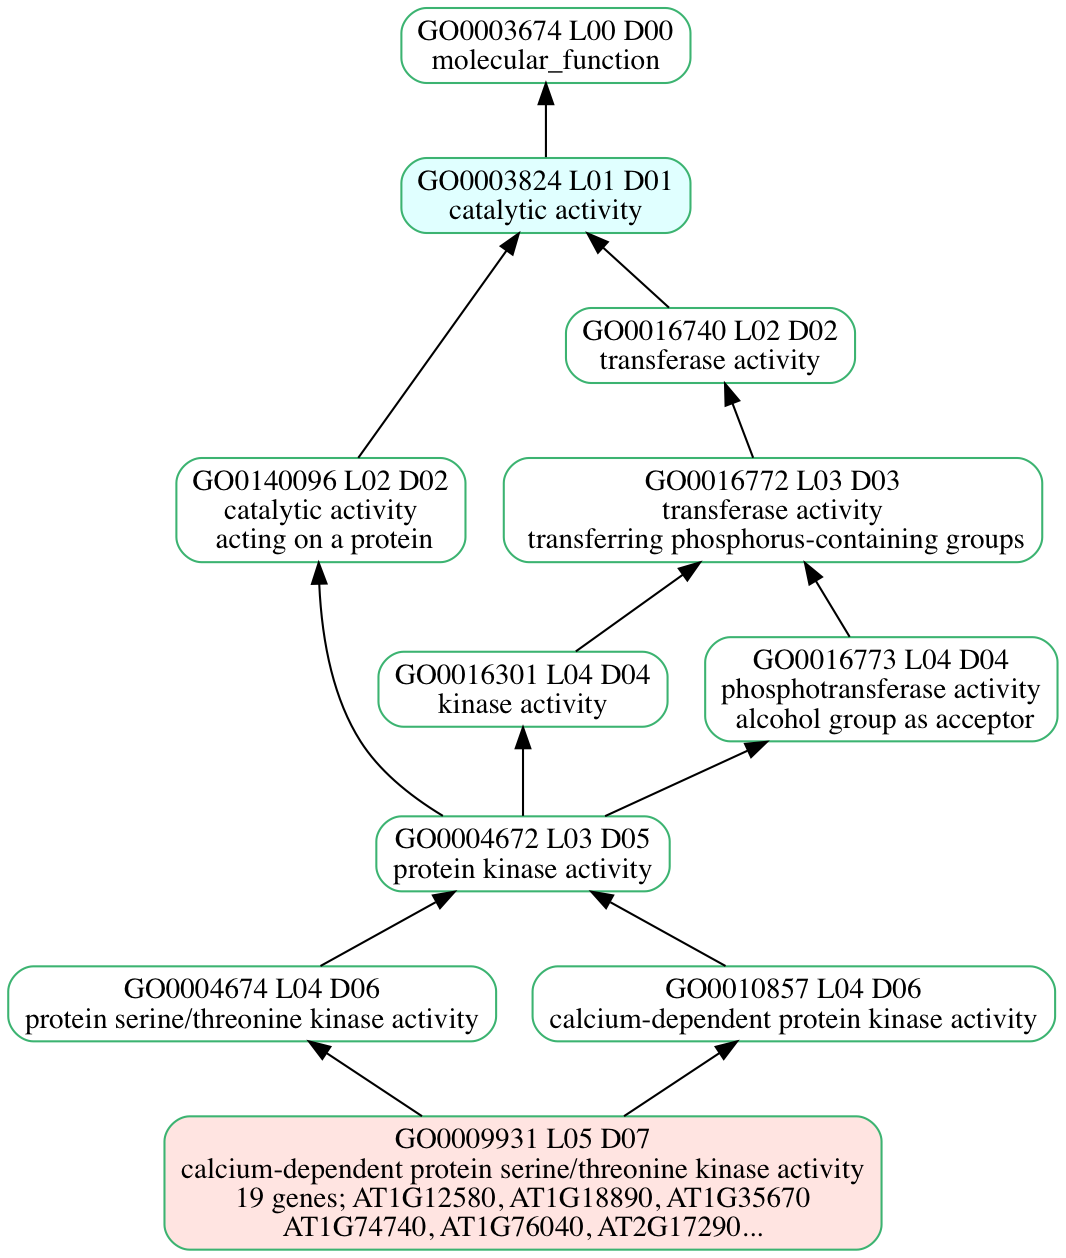 GO0003674 L00 D00
molecular_function
GO0003824 L01 D01
catalytic activity
GO0016740 L02 D02
transferase activity
GO0140096 L02 D02
catalytic activity
acting on a protein
GO0016772 L03 D03
transferase activity
transferring phosphorus-containing groups
GO0016301 L04 D04
kinase activity
GO0016773 L04 D04
phosphotransferase activity
alcohol group as acceptor
GO0004672 L03 D05
protein kinase activity
GO0004674 L04 D06
protein serine/threonine kinase activity
GO0010857 L04 D06
calcium-dependent protein kinase activity
GO0009931 L05 D07
calcium-dependent protein serine/threonine kinase activity
19 genes; AT1G12580, AT1G18890, AT1G35670
AT1G74740, AT1G76040, AT2G17290...